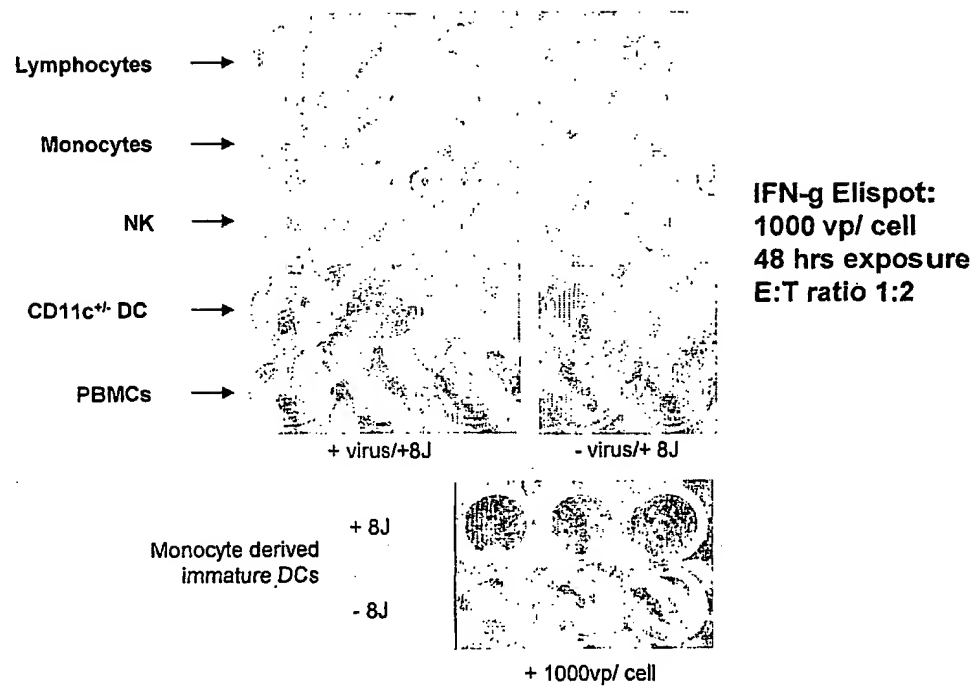 Lymphocytes
Monocytes
NK
CD11c+/- DC
PBMCs
+ virus/+8J
- virus/+ 8J
IFN-g Elispot:
1000 vp/ cell
48 hrs exposure
E:T ratio 1:2
Monocyte derived
immature DCs
+ 8J
- 8J
+ 1000vp/ cell